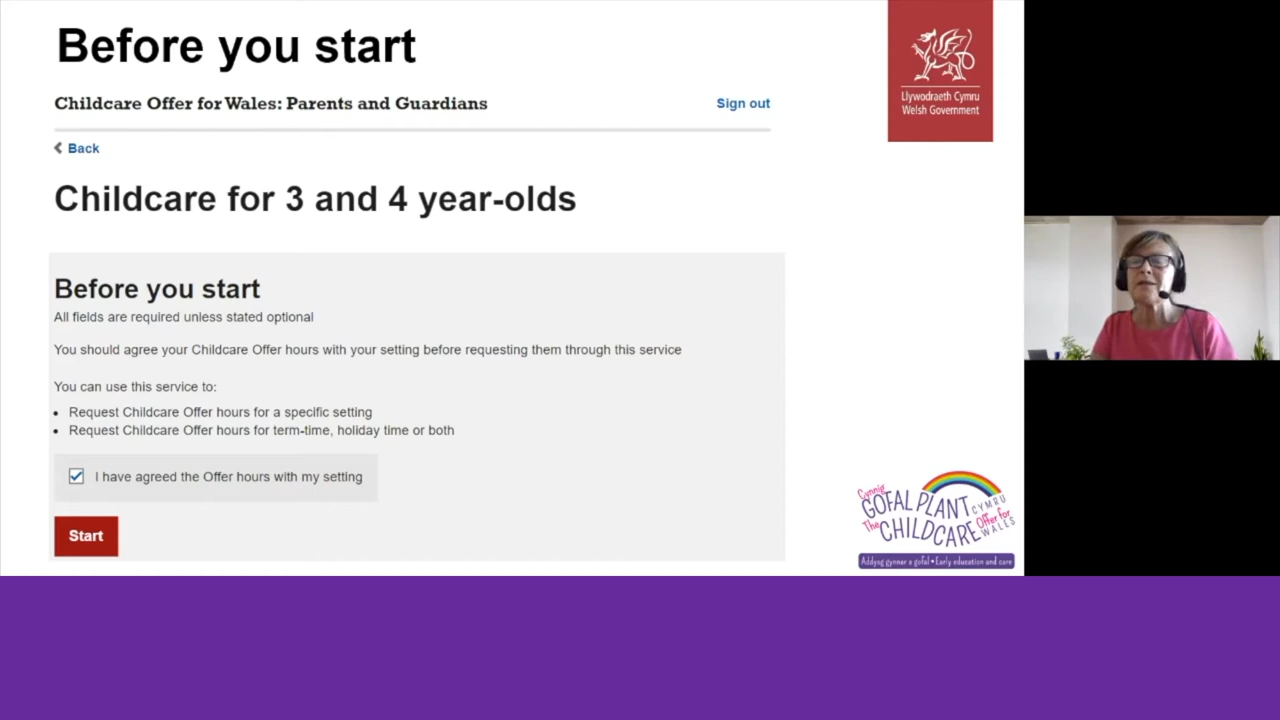 Before you start
Childcare Offer for Wales: Parents and Guardians
Sign out
Back
Childcare for 3 and 4 year-olds
Before you start
All fields are required unless stated optional
You should agree your Childcare Offer hours with your setting before requesting them through this service
You can use this service to:
Request Childcare Offer hours for a specific setting
Request Childcare Offer hours for term-time, holiday time or both
I have agreed the Offer hours with my setting
Start
Llywodraeth Cymru
Welsh Government
Cynnig
GOFAL PLANT CYMRU
The CHILDCARE Offer for WALES
Addysg gynnar a gofal • Early education and care